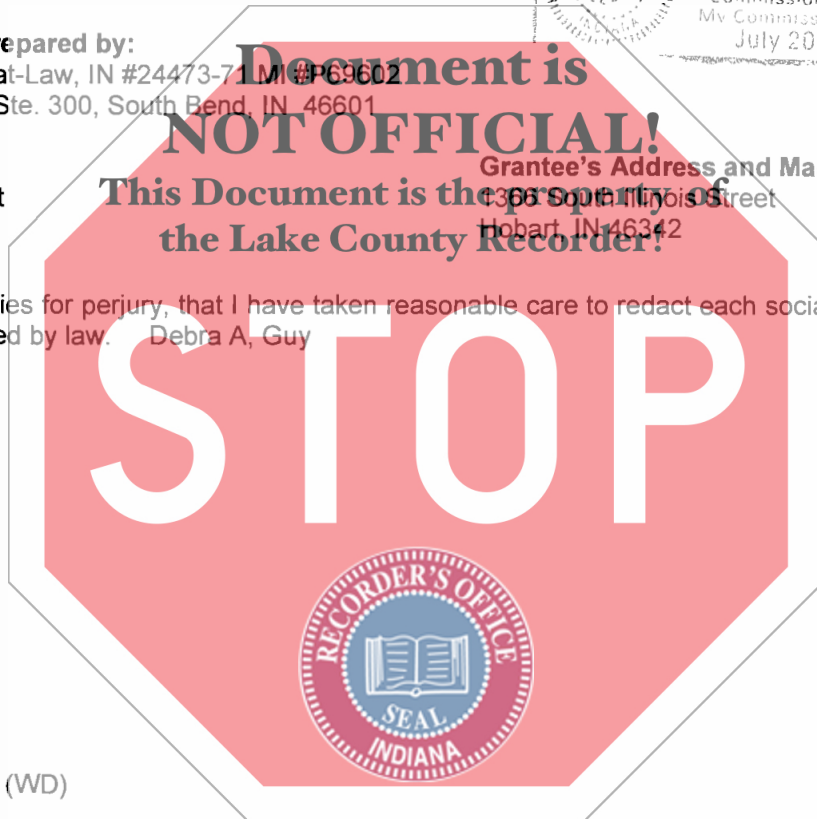 My Commiss
July 20
epared by:
at-Law, IN #24473-71 MI #P69602
Ste. 300, South Bend, IN 46601
Document is
NOT OFFICIAL!
This Document is the property of
the Lake County Recorder!
Grantee's Address and Ma
1366 South Illinois Street
Hobart, IN 46342
t
ies for perjury, that I have taken reasonable care to redact each socia
ed by law. Debra A, Guy
STOP
RECORDER'S OFFICE
SEAL
INDIANA
(WD)